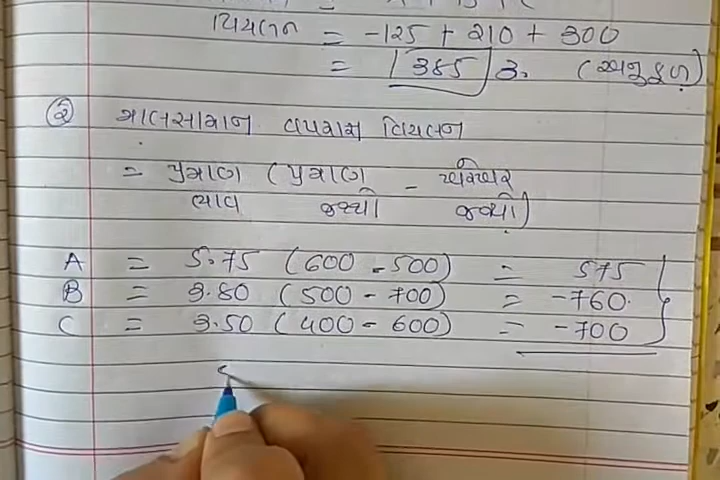 વિચલન = -125 + 210 + 300
= 385 રૂ. (અનુકૂળ)
(૨) માલસામાન વપરાશ વિચલન
= પ્રમાણ (પ્રમાણ - ખરેખર
ભાવ જથ્થો જથ્થો)
A = 5.75 (600 - 500) = 575
B = 3.80 (500 - 700) = -760
C = 3.50 (400 - 600) = -700